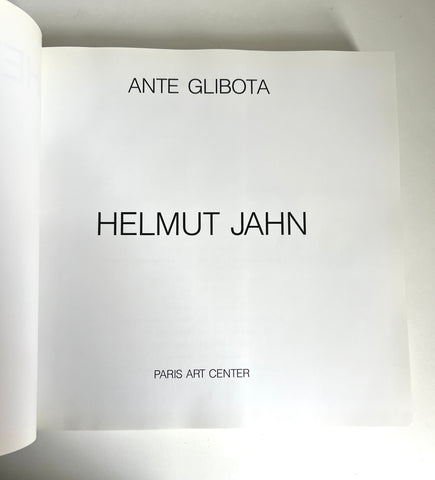 ANTE GLIBOTA
HELMUT JAHN
PARIS ART CENTER